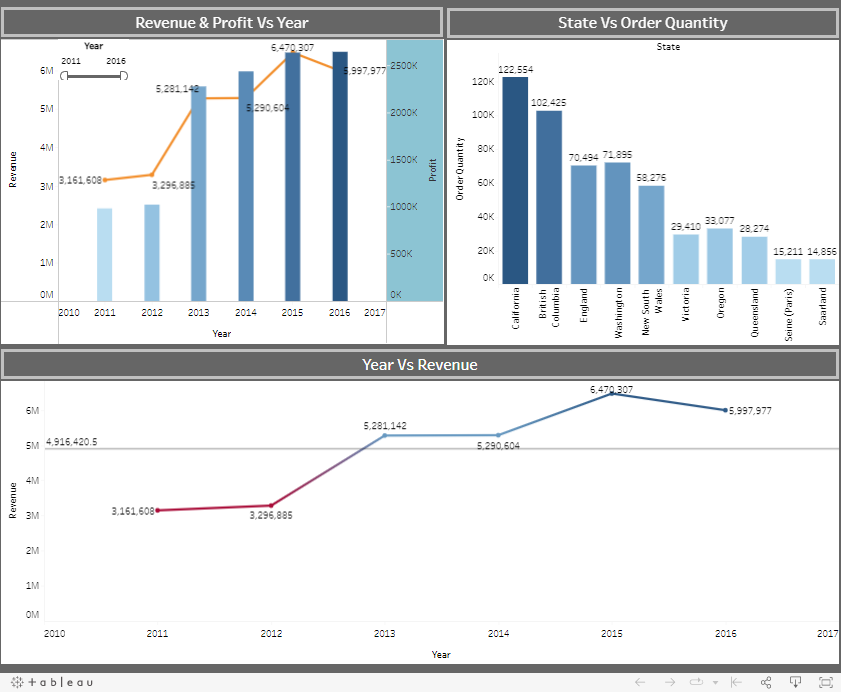 Revenue & Profit Vs Year
Year
2011 2016
Revenue
6M
5M
4M
3M
2M
1M
0M
3,161,608
3,296,885
5,281,142
5,290,604
6,470,307
5,997,977
2500K
2000K
1500K
1000K
500K
0K
Profit
2010 2011 2012 2013 2014 2015 2016 2017
Year
State Vs Order Quantity
State
Order Quantity
120K
100K
80K
60K
40K
20K
0K
122,554
102,425
70,494
71,895
58,276
29,410
33,077
28,274
15,211
14,856
California
British
Columbia
England
Washington
New South
Wales
Victoria
Oregon
Queensland
Seine (Paris)
Saarland
Year Vs Revenue
Revenue
6M
5M
4M
3M
2M
1M
0M
4,916,420.5
3,161,608
3,296,885
5,281,142
5,290,604
6,470,307
5,997,977
2010 2011 2012 2013 2014 2015 2016 2017
Year
+ a b | e a u